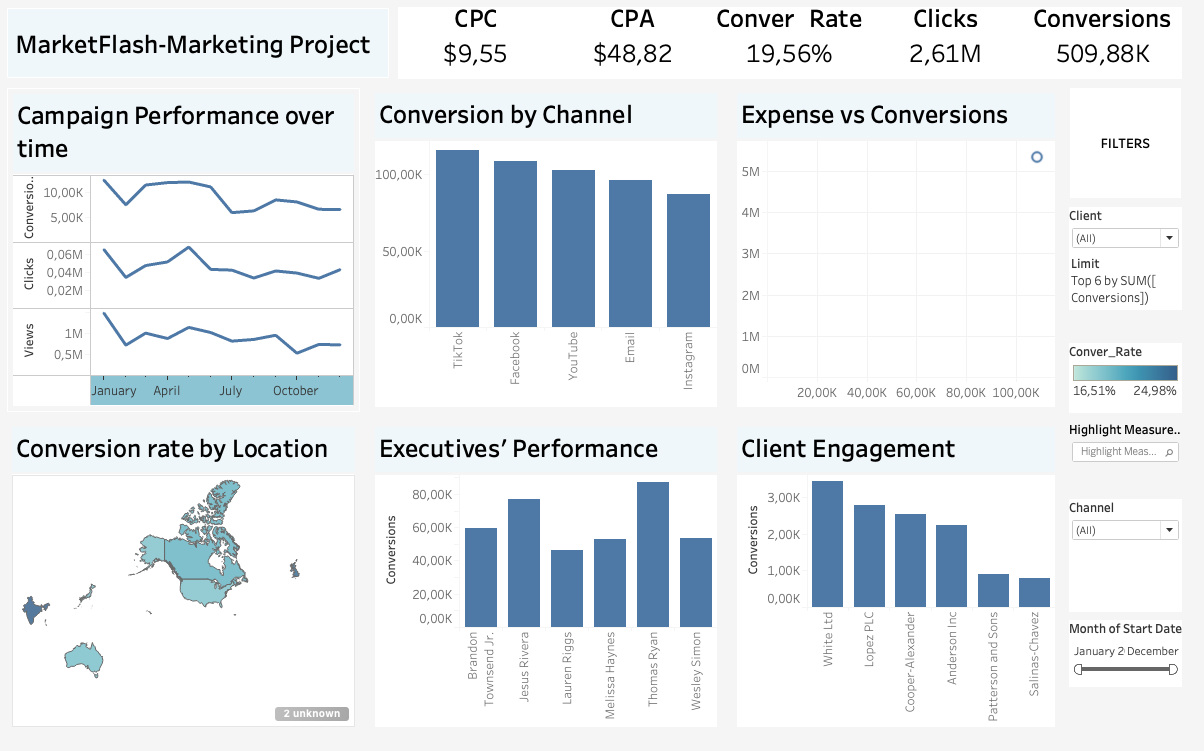 MarketFlash-Marketing Project
CPC
CPA
Conver Rate
Clicks
Conversions
$9,55
$48,82
19,56%
2,61M
509,88K
Campaign Performance over
time
Conversio..
10,00K
5,00K
Clicks
0,06M
0,04M
0,02M
Views
1M
0,5M
January
April
July
October
Conversion by Channel
100,00K
50,00K
0,00K
TikTok
Facebook
YouTube
Email
Instagram
Expense vs Conversions
5M
4M
3M
2M
1M
0M
20,00K
40,00K
60,00K
80,00K
100,00K
FILTERS
Client
(All)
Limit
Top 6 by SUM([
Conversions])
Conver_Rate
16,51%
24,98%
Highlight Measure..
Highlight Meas...
Channel
(All)
Month of Start Date
January 2
December
Conversion rate by Location
2 unknown
Executives’ Performance
Conversions
80,00K
60,00K
40,00K
20,00K
0,00K
Brandon
Townsend Jr.
Jesus Rivera
Lauren Riggs
Melissa Haynes
Thomas Ryan
Wesley Simon
Client Engagement
Conversions
3,00K
2,00K
1,00K
0,00K
White Ltd
Lopez PLC
Cooper-Alexander
Anderson Inc
Patterson and Sons
Salinas-Chavez